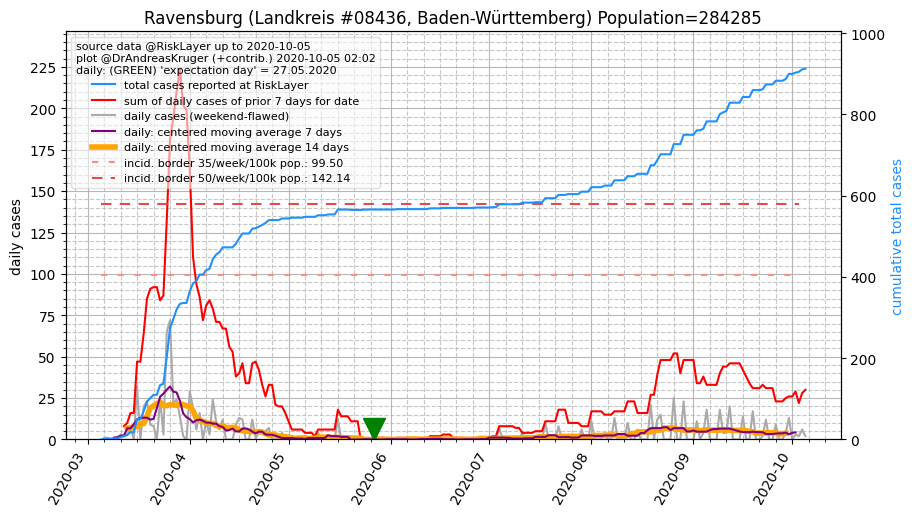 Ravensburg (Landkreis #08436, Baden-Württemberg) Population=284285
source data @RiskLayer up to 2020-10-05
plot @DrAndreasKruger (+contrib.) 2020-10-05 02:02
daily: (GREEN) 'expectation day' = 27.05.2020
total cases reported at RiskLayer
sum of daily cases of prior 7 days for date
daily cases (weekend-flawed)
daily: centered moving average 7 days
daily: centered moving average 14 days
incid. border 35/week/100k pop.: 99.50
incid. border 50/week/100k pop.: 142.14
daily cases
225
200
175
150
125
100
75
50
25
0
cumulative total cases
1000
800
600
400
200
0
2020-03
2020-04
2020-05
2020-06
2020-07
2020-08
2020-09
2020-10